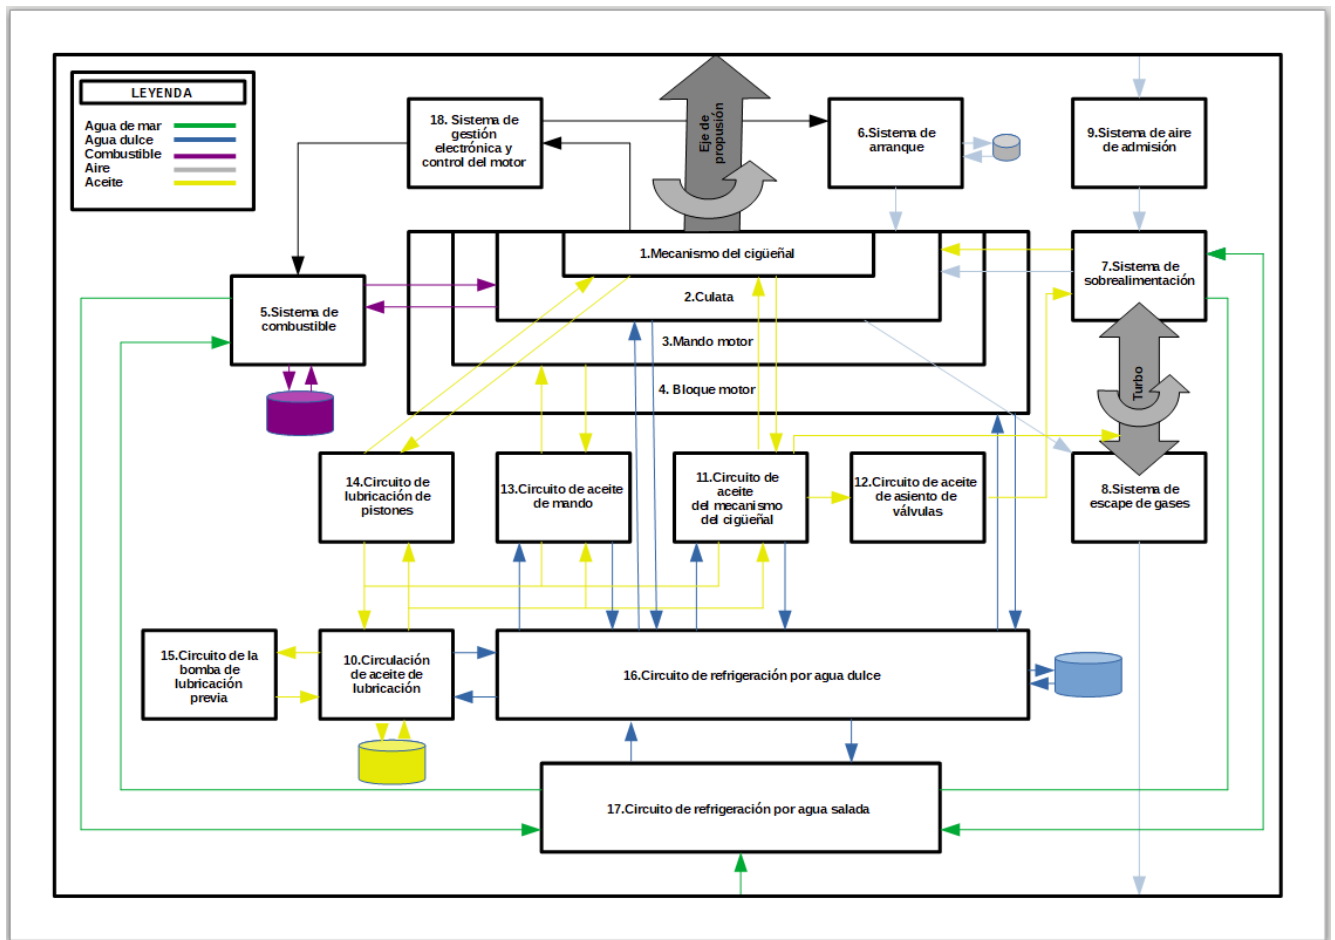 LEYENDA
Agua de mar
Agua dulce
Combustible
Aire
Aceite
18. Sistema de
gestión
electrónica y
control del motor
Eje de
propusión
6.Sistema de
arranque
9.Sistema de aire
de admisión
1.Mecanismo del cigüeñal
2.Culata
3.Mando motor
4. Bloque motor
5.Sistema de
combustible
7.Sistema de
sobrealimentación
Turbo
14.Circuito de
lubricación de
pistones
13.Circuito de aceite
de mando
11.Circuito de
aceite
del mecanismo
del cigüeñal
12.Circuito de aceite
de asiento de
válvulas
8.Sistema de
escape de gases
15.Circuito de la
bomba de
lubricación
previa
10.Circulación
de aceite de
lubricación
16.Circuito de refrigeración por agua dulce
17.Circuito de refrigeración por agua salada